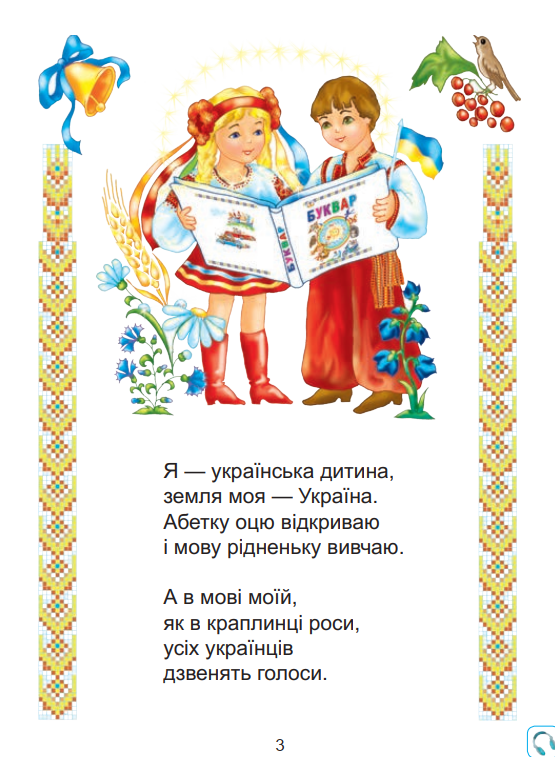 БУКВАР
БУКВАР
Я — українська дитина,
земля моя — Україна.
Абетку оцю відкриваю
і мову рідненьку вивчаю.
А в мові моїй,
як в краплинці роси,
усіх українців
дзвенять голоси.
3